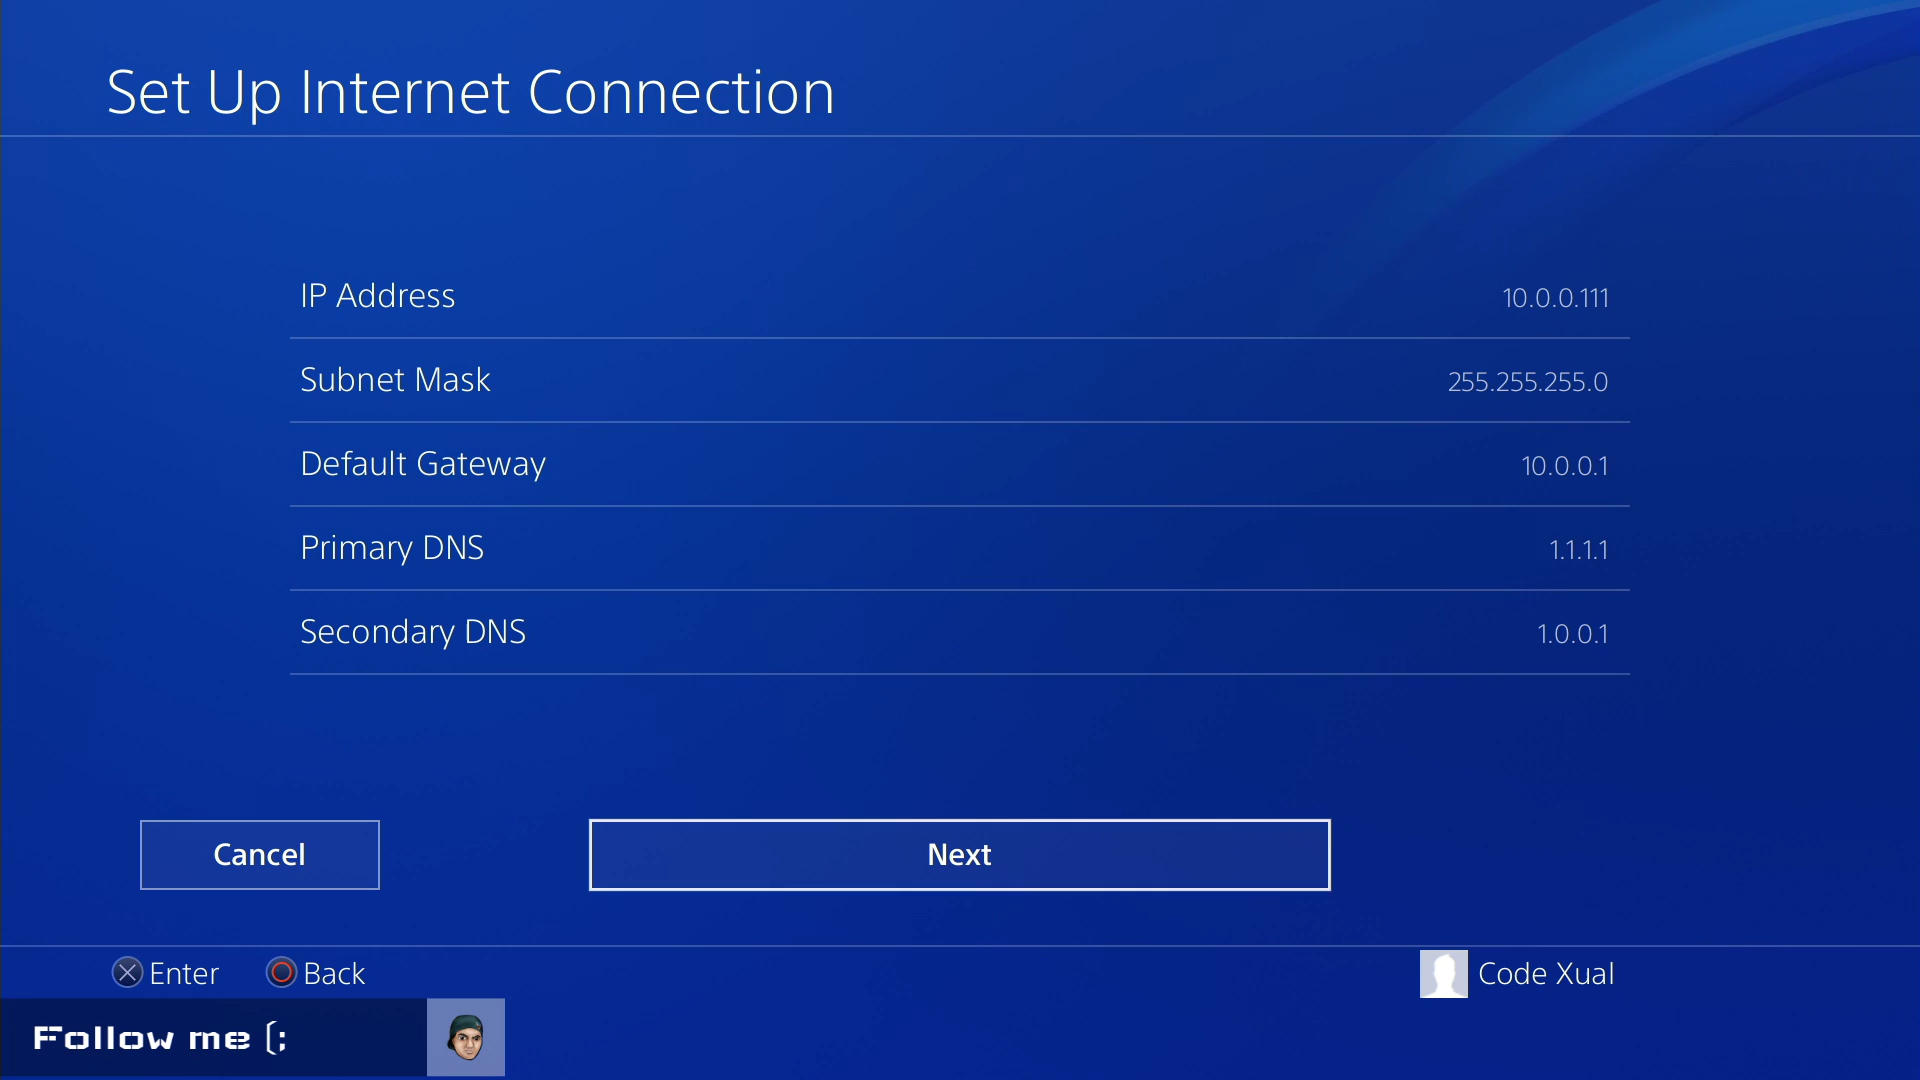 Set Up Internet Connection
IP Address 10.0.0.111
Subnet Mask 255.255.255.0
Default Gateway 10.0.0.1
Primary DNS 1.1.1.1
Secondary DNS 1.0.0.1
Cancel Next
Enter Back Code Xual
Follow me (;